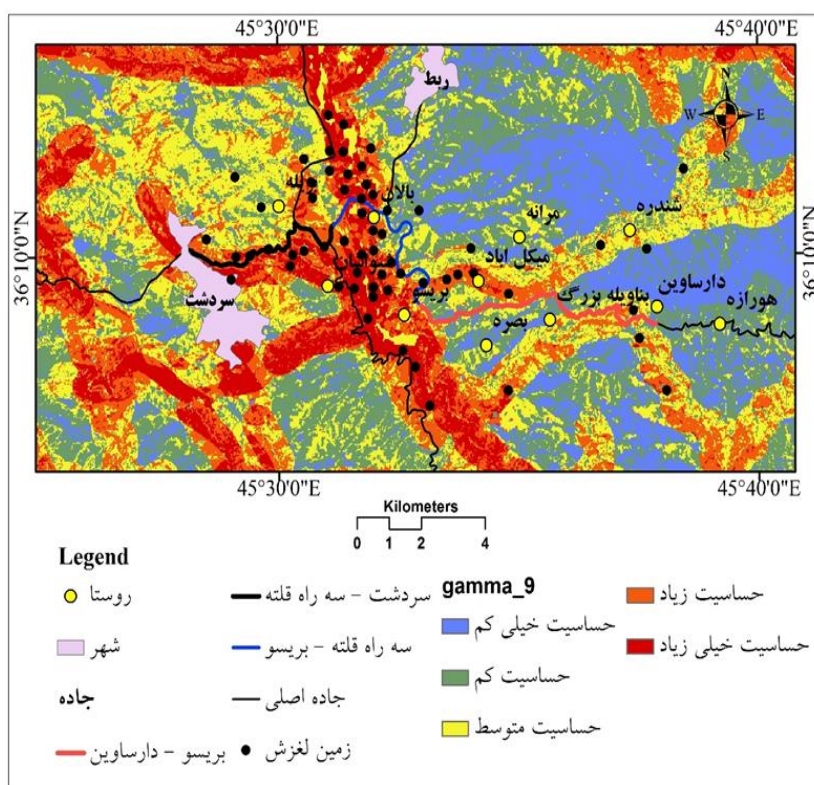 45°30'0"E 45°40'0"E
ربط
N
W E
S
پله
بالان
مرانه
شندره
36°10'0"N 36°10'0"N
میکل اباد
سردشت
بریسو
بناویله بزرگ
دارساوین
هورازه
بصره
45°30'0"E 45°40'0"E
Kilometers
0 1 2 4
Legend
روستا
شهر
جاده
بریسو – دارساوین
سردشت – سه راه قلته
سه راه قلته – بریسو
جاده اصلی
زمین لغزش
gamma_9
حساسیت خیلی کم
حساسیت کم
حساسیت متوسط
حساسیت زیاد
حساسیت خیلی زیاد